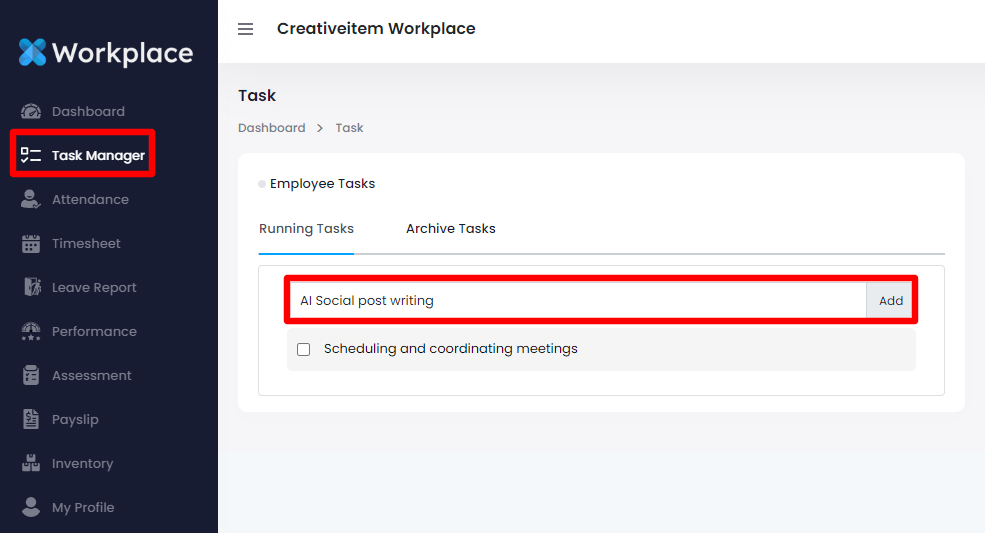 Workplace
Dashboard
Task Manager
Attendance
Timesheet
Leave Report
Performance
Assessment
Payslip
Inventory
My Profile
Creativeitem Workplace
Task
Dashboard > Task
Employee Tasks
Running Tasks Archive Tasks
AI Social post writing Add
Scheduling and coordinating meetings